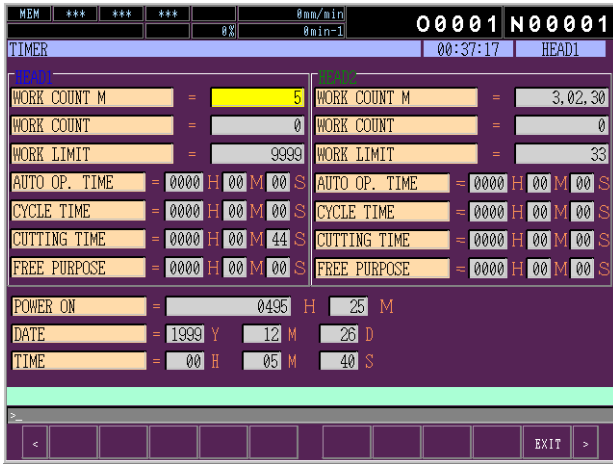 MEM *** *** *** 0mm/min O0001 N00001
0% 0min-1
TIMER 00:37:17 HEAD1
HEAD1 HEAD2
WORK COUNT M = 5 WORK COUNT M = 3,02,30
WORK COUNT = 0 WORK COUNT = 0
WORK LIMIT = 9999 WORK LIMIT = 33
AUTO OP. TIME = 0000 H 00 M 00 S AUTO OP. TIME = 0000 H 00 M 00 S
CYCLE TIME = 0000 H 00 M 00 S CYCLE TIME = 0000 H 00 M 00 S
CUTTING TIME = 0000 H 00 M 44 S CUTTING TIME = 0000 H 00 M 00 S
FREE PURPOSE = 0000 H 00 M 00 S FREE PURPOSE = 0000 H 00 M 00 S
POWER ON = 0495 H 25 M
DATE = 1999 Y 12 M 26 D
TIME = 00 H 05 M 40 S
>_
< EXIT >